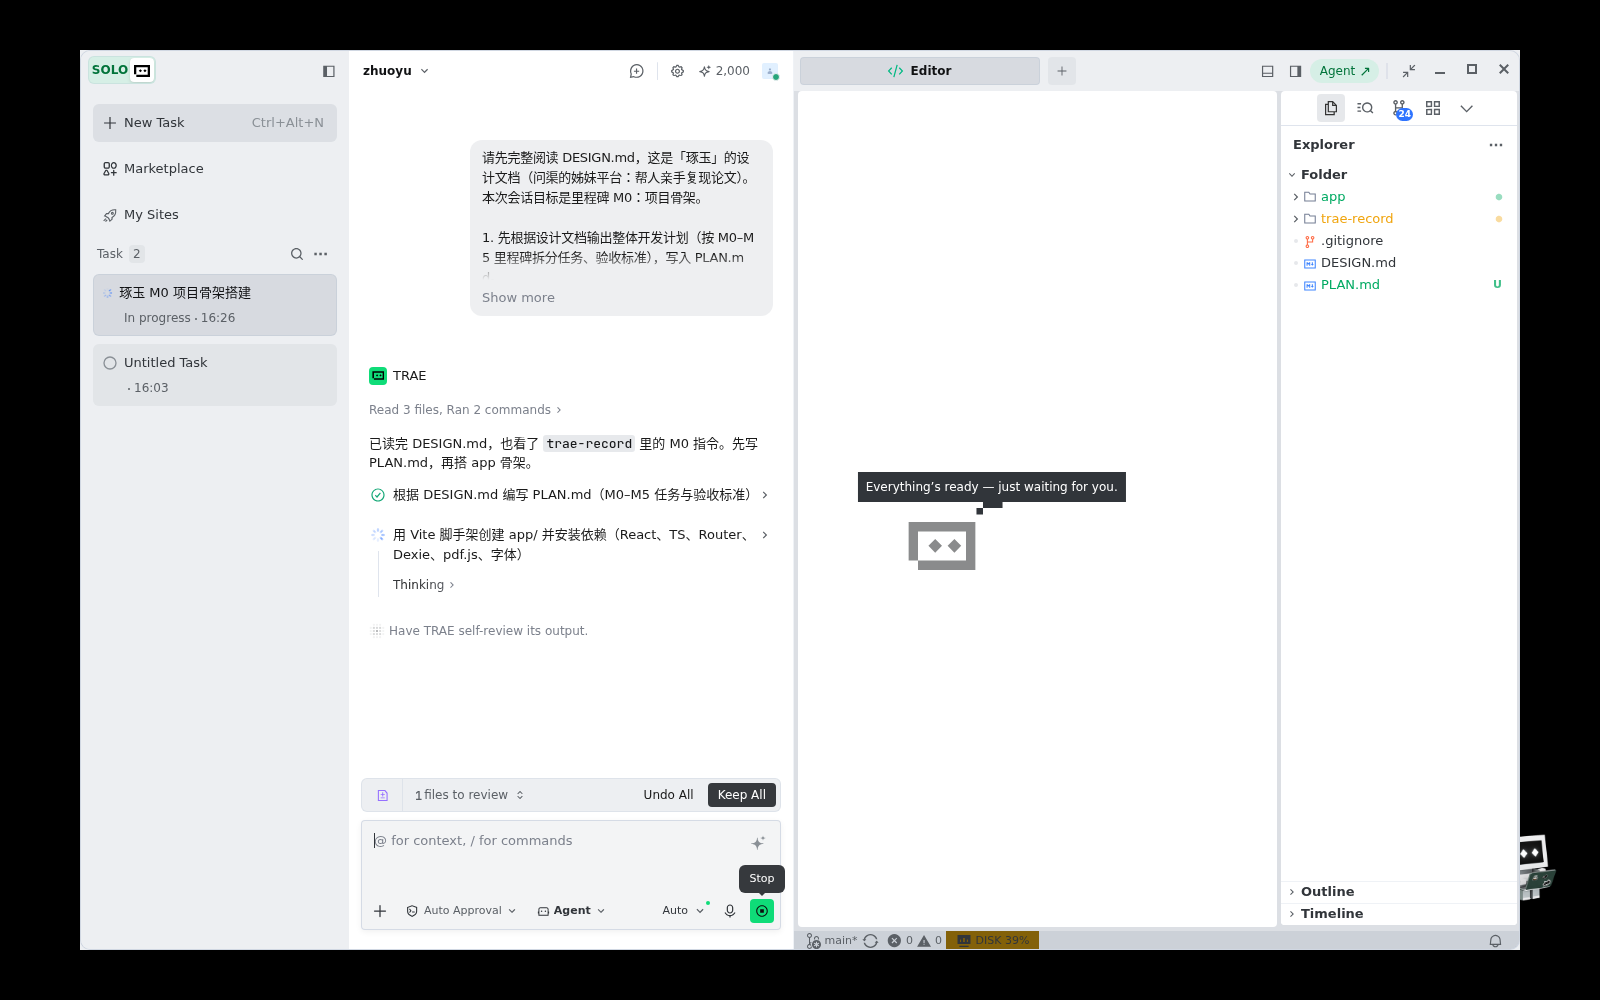 SOLO
New Task Ctrl+Alt+N
Marketplace
My Sites
Task 2
琢玉 M0 项目骨架搭建
In progress · 16:26
Untitled Task
· 16:03
zhuoyu
2,000
请先完整阅读 DESIGN.md，这是「琢玉」的设
计文档（问渠的姊妹平台：帮人亲手复现论文）。
本次会话目标是里程碑 M0：项目骨架。
1. 先根据设计文档输出整体开发计划（按 M0–M
5 里程碑拆分任务、验收标准），写入 PLAN.m
d
Show more
TRAE
Read 3 files, Ran 2 commands
已读完 DESIGN.md，也看了 trae-record 里的 M0 指令。先写
PLAN.md，再搭 app 骨架。
根据 DESIGN.md 编写 PLAN.md（M0–M5 任务与验收标准）
用 Vite 脚手架创建 app/ 并安装依赖（React、TS、Router、
Dexie、pdf.js、字体）
Thinking
Have TRAE self-review its output.
1 files to review
Undo All
Keep All
@ for context, / for commands
Stop
Auto Approval
Agent
Auto
Editor
Agent
Everything's ready — just waiting for you.
24
Explorer
Folder
app
trae-record
.gitignore
DESIGN.md
PLAN.md U
Outline
Timeline
main* 0 0 DISK 39%